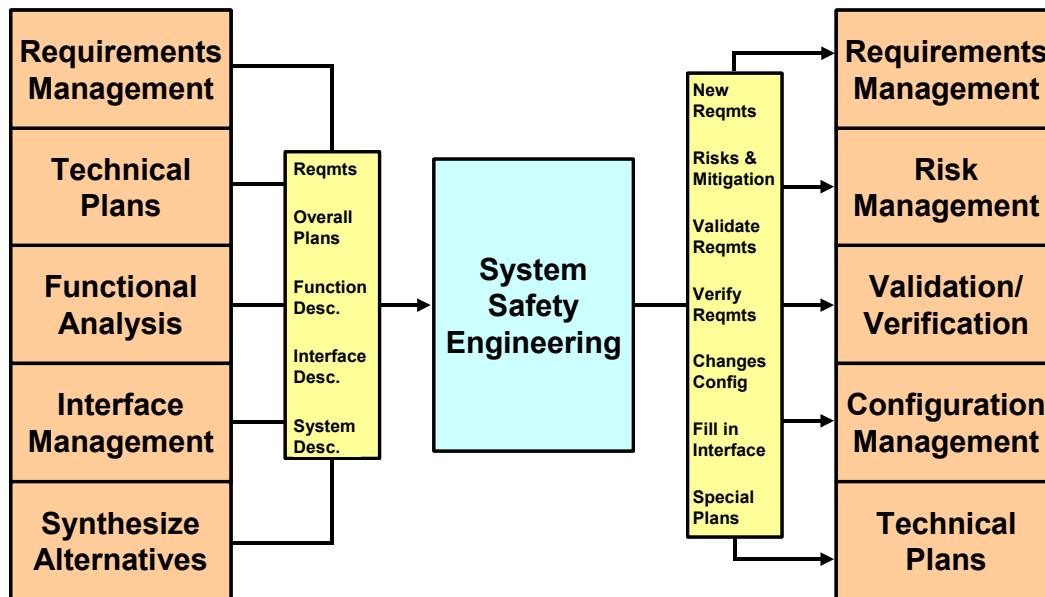 Requirements
Management
Technical
Plans
Functional
Analysis
Interface
Management
Synthesize
Alternatives
Reqmts
Overall
Plans
Function
Desc.
Interface
Desc.
System
Desc.
System
Safety
Engineering
New
Reqmts
Risks &
Mitigation
Validate
Reqmts
Verify
Reqmts
Changes
Config
Fill in
Interface
Special
Plans
Requirements
Management
Risk
Management
Validation/
Verification
Configuration
Management
Technical
Plans